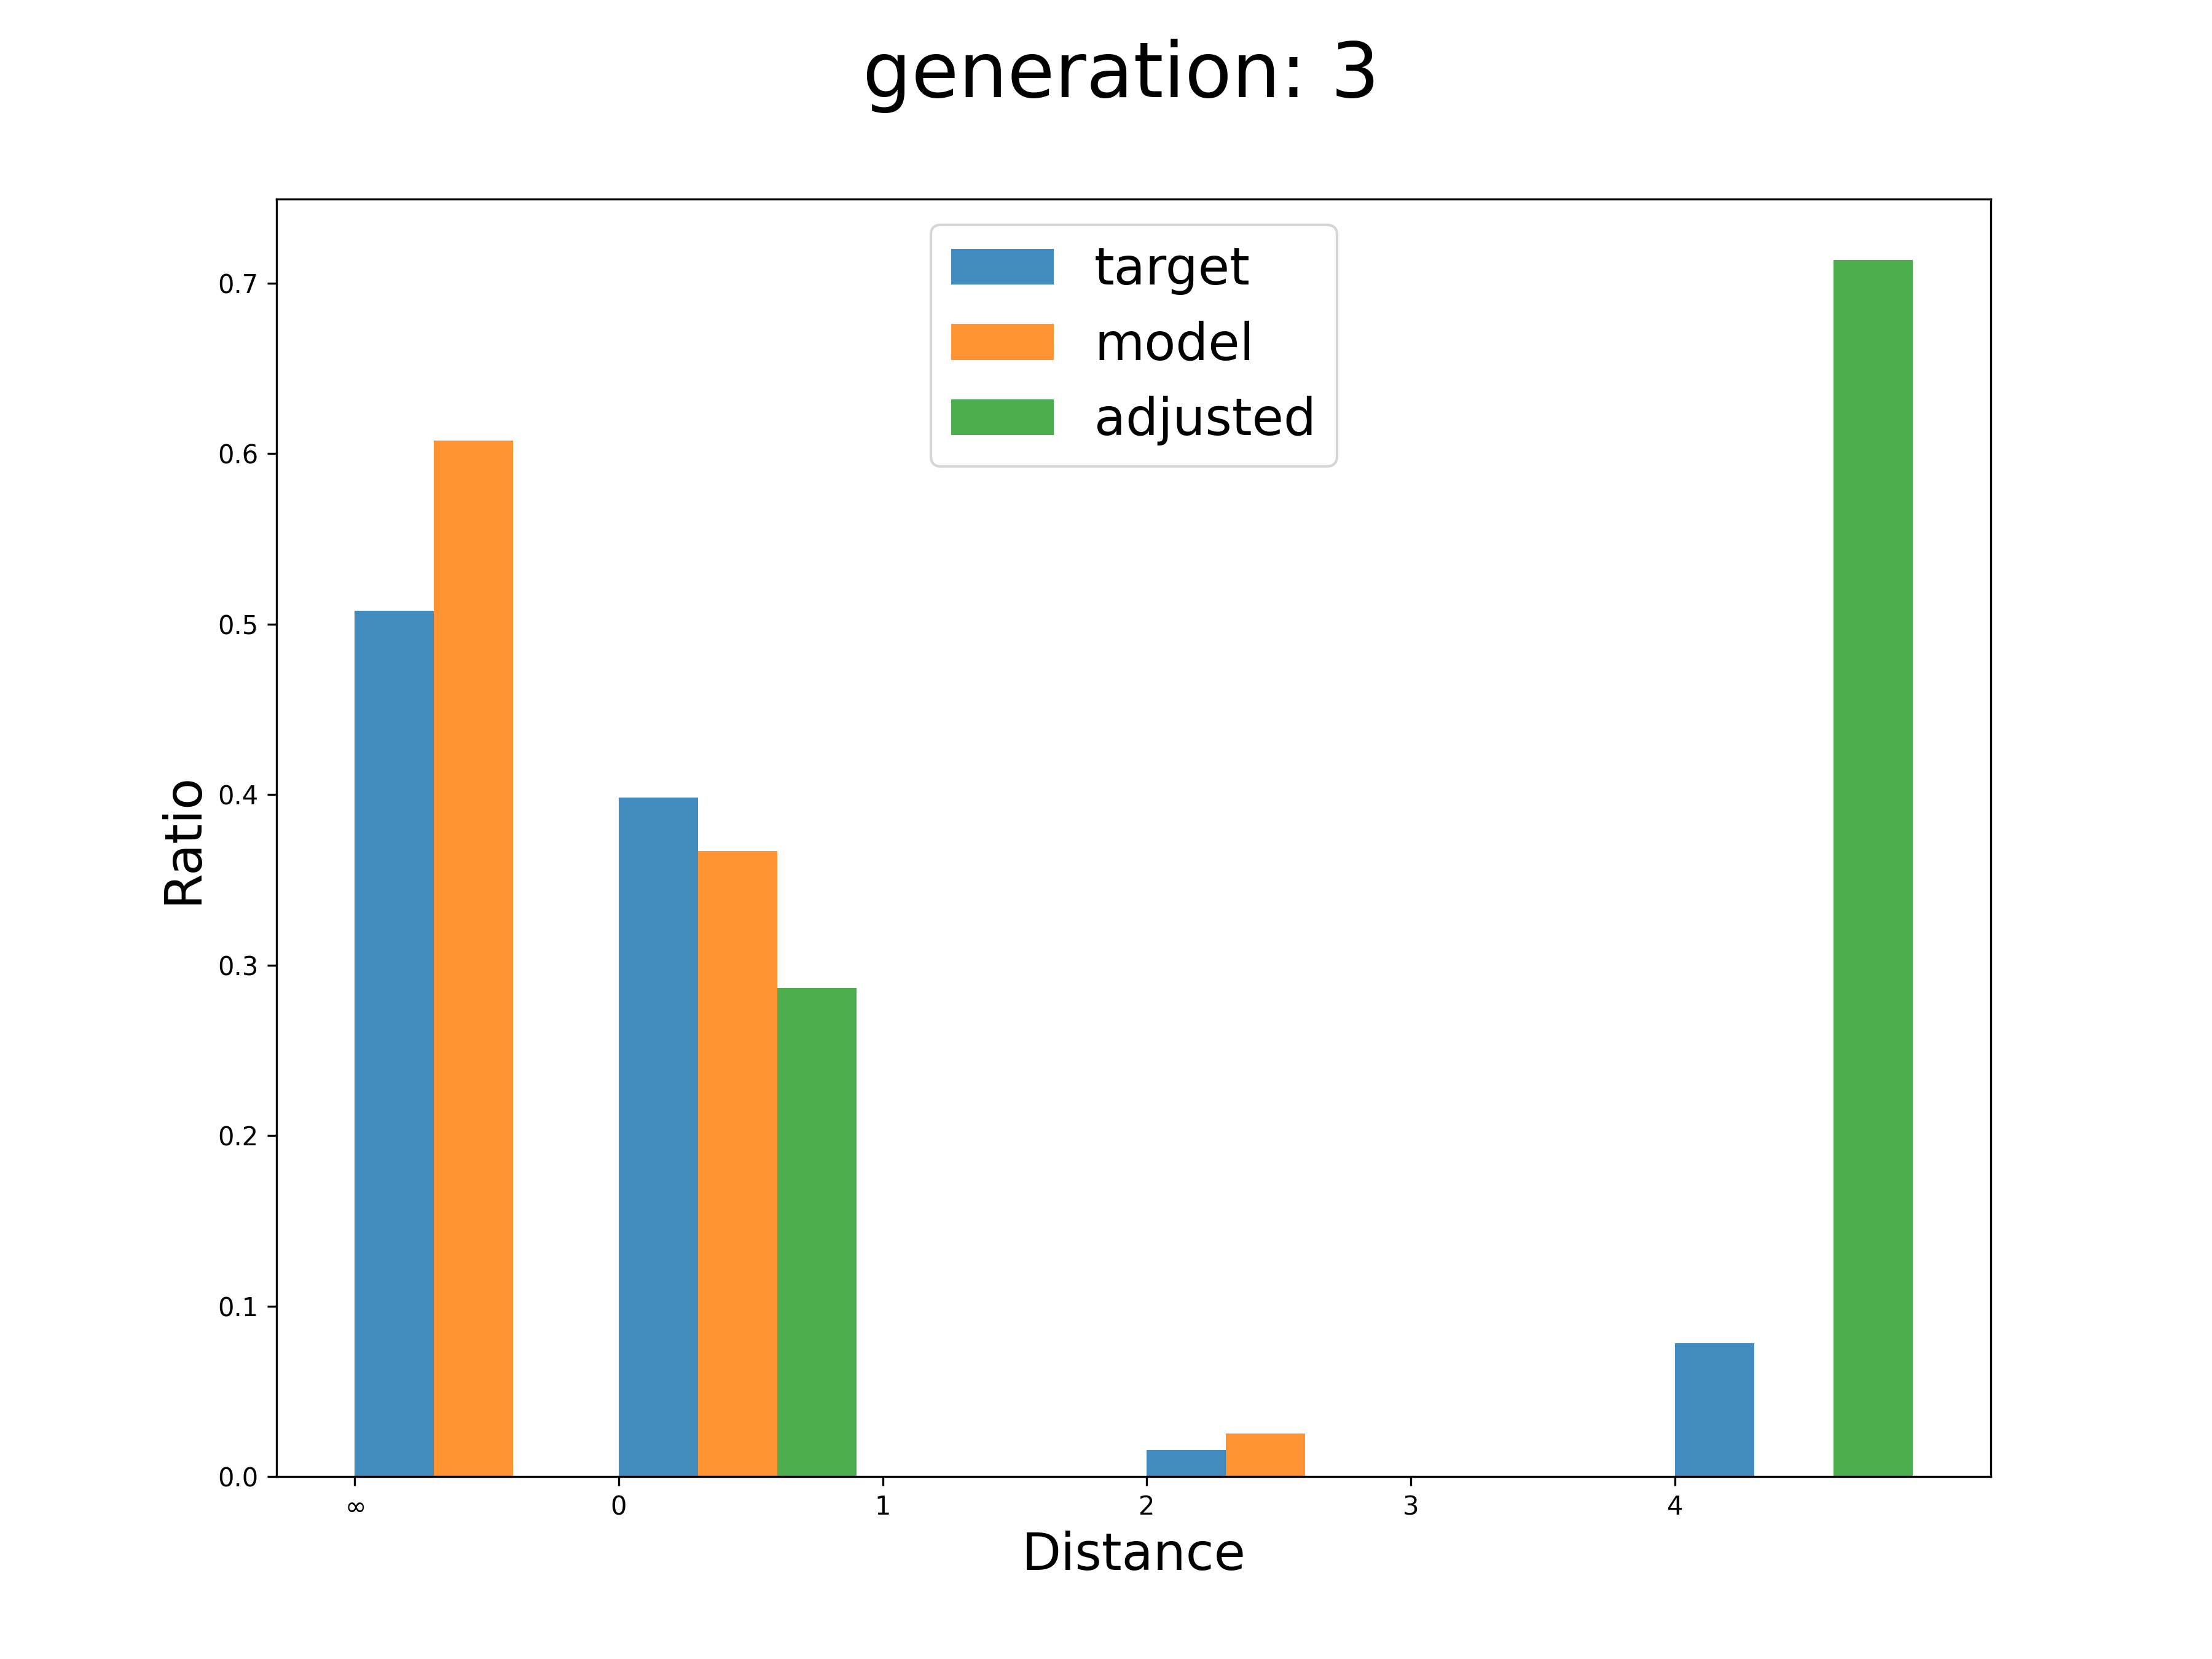 generation: 3
target
model
adjusted
0.7
0.6
0.5
0.4
0.3
0.2
0.1
0.0
Ratio
∞ 0 1 2 3 4
Distance